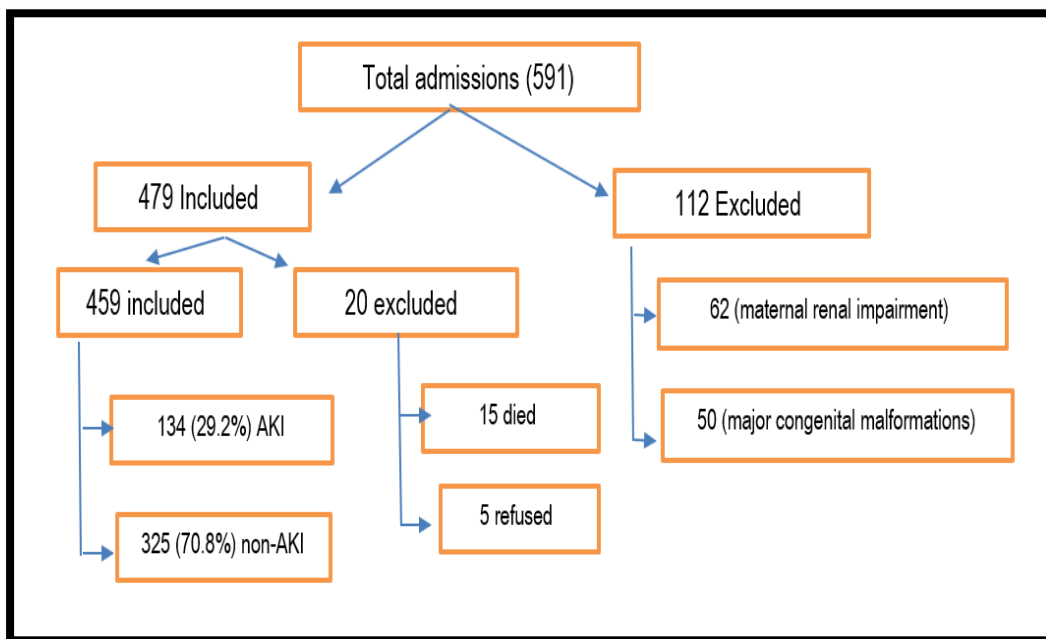 Total admissions (591)
479 Included
112 Excluded
459 included
20 excluded
62 (maternal renal impairment)
134 (29.2%) AKI
15 died
50 (major congenital malformations)
325 (70.8%) non-AKI
5 refused